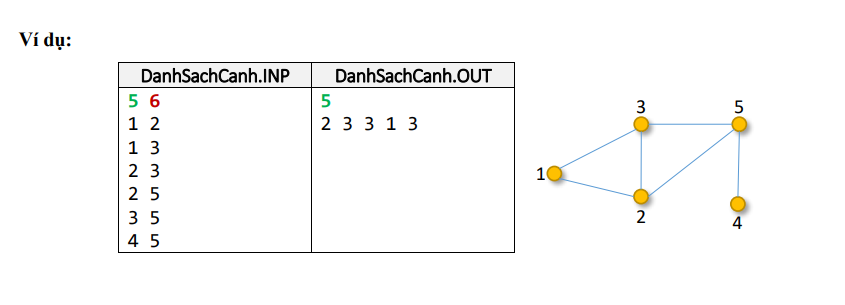 Ví dụ:
DanhSachCanh.INP DanhSachCanh.OUT
5 6 5
1 2 2 3 3 1 3
1 3
2 3
2 5
3 5
4 5
3 5
1
2 4